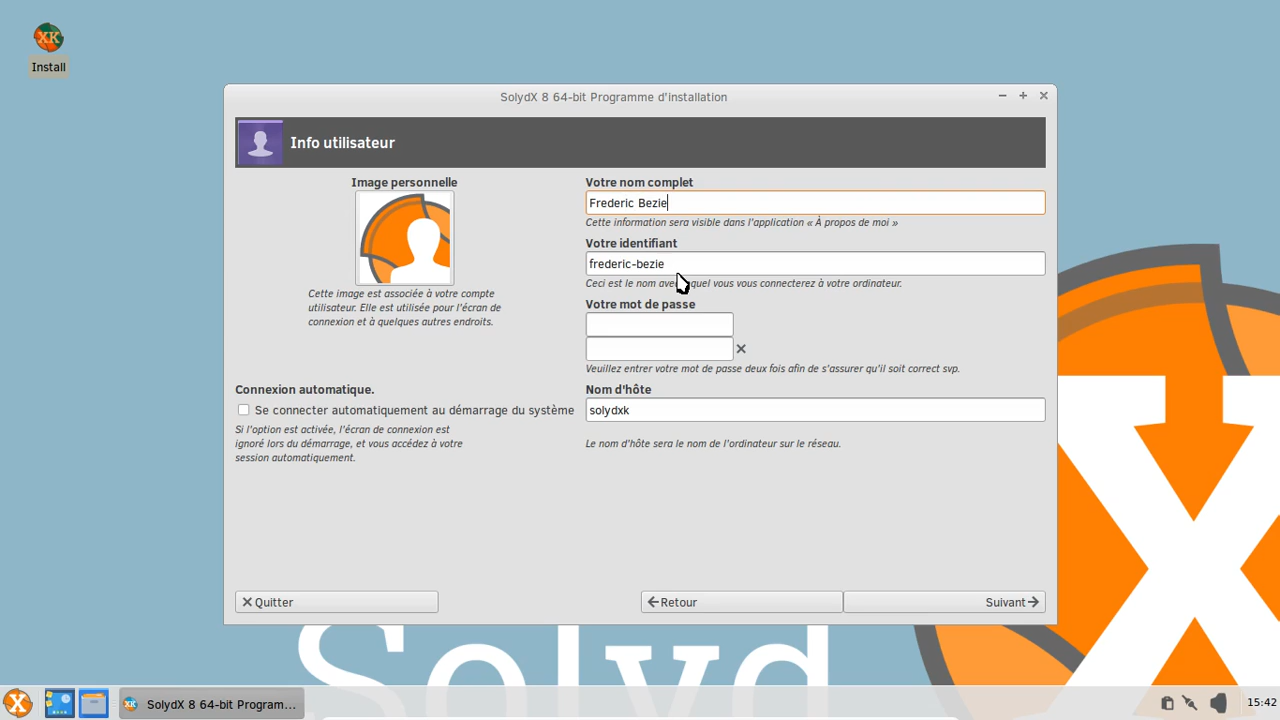 XK
Install
SolydX 8 64-bit Programme d'installation
Info utilisateur
Image personnelle
Cette image est associée à votre compte
utilisateur. Elle est utilisée pour l'écran de
connexion et à quelques autres endroits.
Votre nom complet
Frederic Bezie
Cette information sera visible dans l'application « À propos de moi »
Votre identifiant
frederic-bezie
Ceci est le nom quel vous vous connecterez à votre ordinateur.
Votre mot de passe
Veuillez entrer votre mot de passe deux fois afin de s'assurer qu'il soit correct svp.
Connexion automatique.
Se connecter automatiquement au démarrage du système
Si l'option est activée, l'écran de connexion est
ignoré lors du démarrage, et vous accédez à votre
session automatiquement.
Nom d'hôte
solydxk
Le nom d'hôte sera le nom de l'ordinateur sur le réseau.
Quitter
Retour
Suivant
Solyd
X
SolydX 8 64-bit Program...
15:42